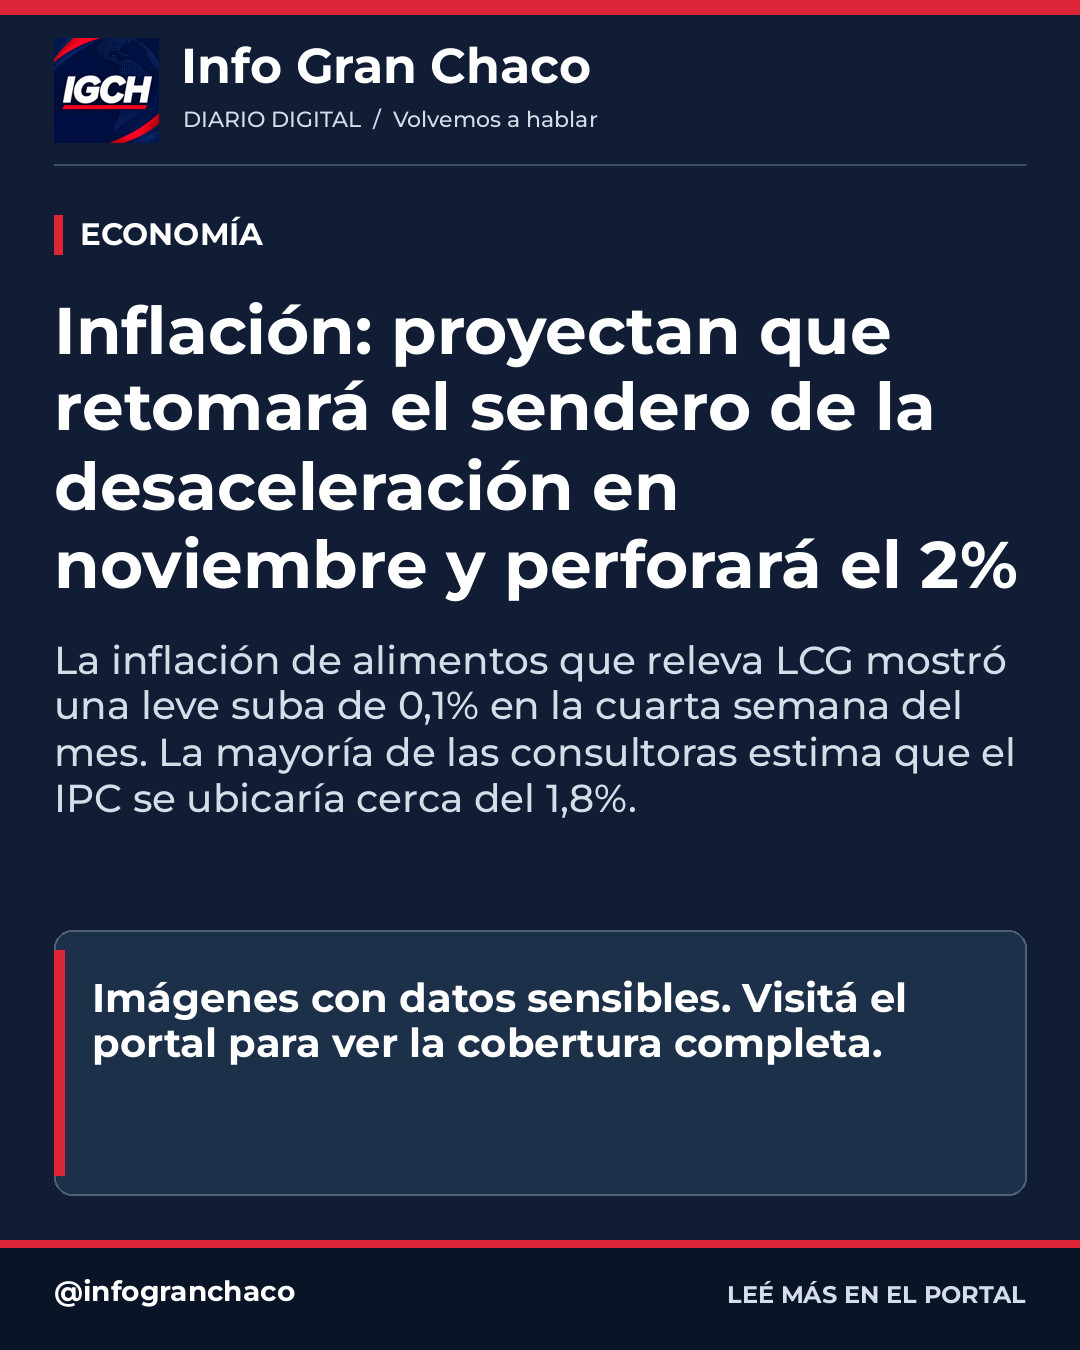 IGCH
Info Gran Chaco
DIARIO DIGITAL / Volvemos a hablar
ECONOMÍA
Inflación: proyectan que
retomará el sendero de la
desaceleración en
noviembre y perforará el 2%
La inflación de alimentos que releva LCG mostró
una leve suba de 0,1% en la cuarta semana del
mes. La mayoría de las consultoras estima que el
IPC se ubicaría cerca del 1,8%.
Imágenes con datos sensibles. Visitá el
portal para ver la cobertura completa.
@infogranchaco
LEÉ MÁS EN EL PORTAL